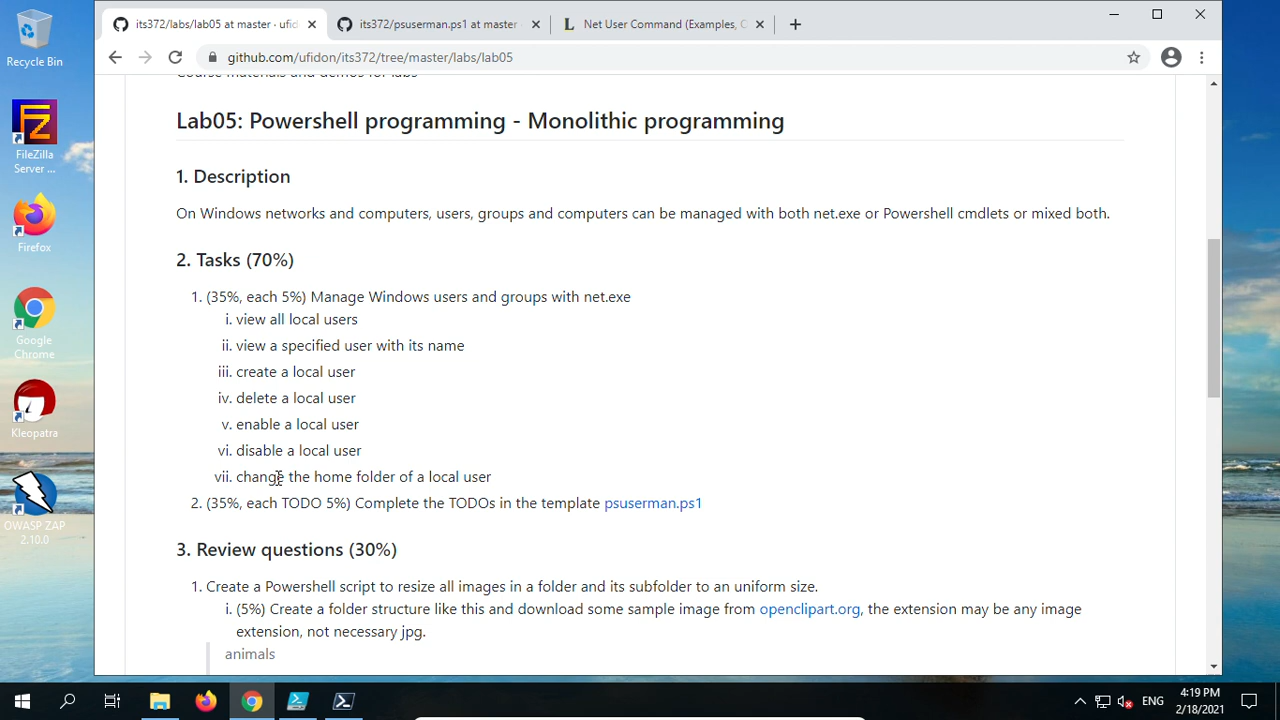 its372/labs/lab05 at master · ufid
its372/psuserman.ps1 at master
Net User Command (Examples, O
github.com/ufidon/its372/tree/master/labs/lab05
Recycle Bin
FileZilla
Server ...
Firefox
Google
Chrome
Kleopatra
OWASP ZAP
2.10.0
Course materials and demos for labs
Lab05: Powershell programming - Monolithic programming
1. Description
On Windows networks and computers, users, groups and computers can be managed with both net.exe or Powershell cmdlets or mixed both.
2. Tasks (70%)
1. (35%, each 5%) Manage Windows users and groups with net.exe
i. view all local users
ii. view a specified user with its name
iii. create a local user
iv. delete a local user
v. enable a local user
vi. disable a local user
vii. change the home folder of a local user
2. (35%, each TODO 5%) Complete the TODOs in the template psuserman.ps1
3. Review questions (30%)
1. Create a Powershell script to resize all images in a folder and its subfolder to an uniform size.
i. (5%) Create a folder structure like this and download some sample image from openclipart.org, the extension may be any image
extension, not necessary jpg.
animals
ENG
4:19 PM
2/18/2021